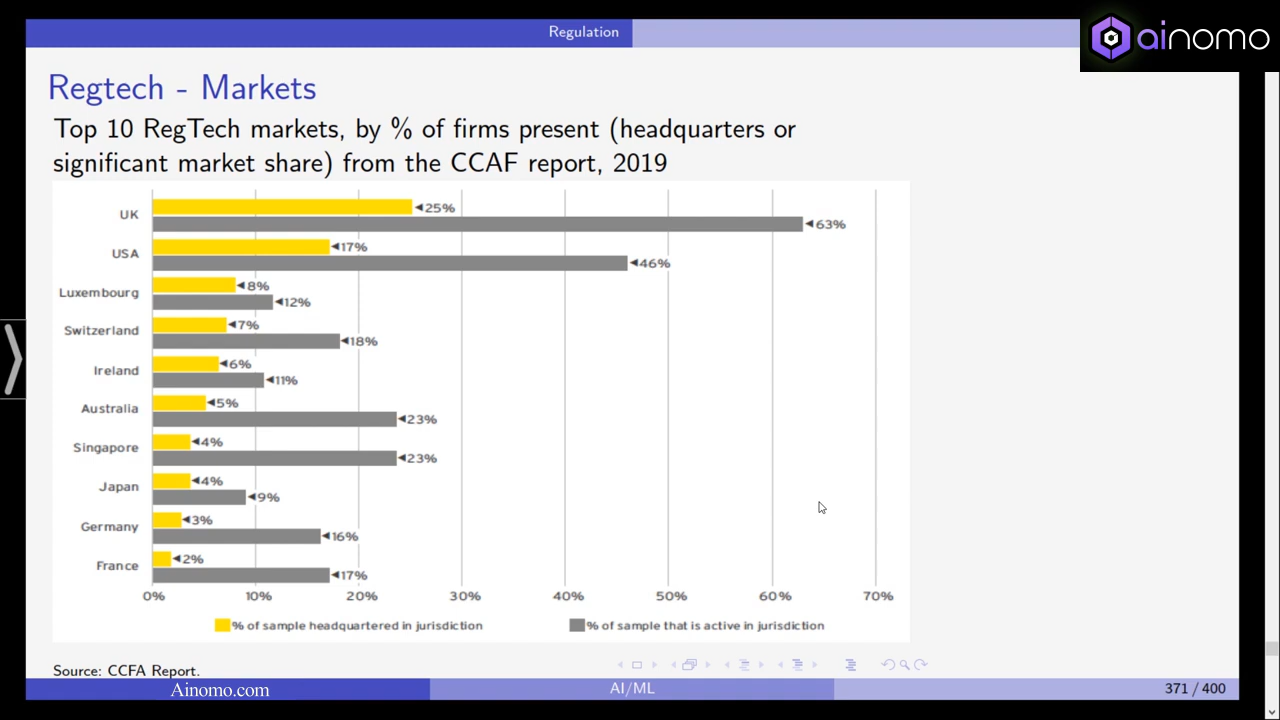 Regulation
ainomo
Regtech - Markets
Top 10 RegTech markets, by % of firms present (headquarters or
significant market share) from the CCAF report, 2019
UK
25%
63%
USA
17%
46%
Luxembourg
8%
12%
Switzerland
7%
18%
Ireland
6%
11%
Australia
5%
23%
Singapore
4%
23%
Japan
4%
9%
Germany
3%
16%
France
2%
17%
0% 10% 20% 30% 40% 50% 60% 70%
% of sample headquartered in jurisdiction % of sample that is active in jurisdiction
Source: CCFA Report.
Ainomo.com AI/ML 371 / 400